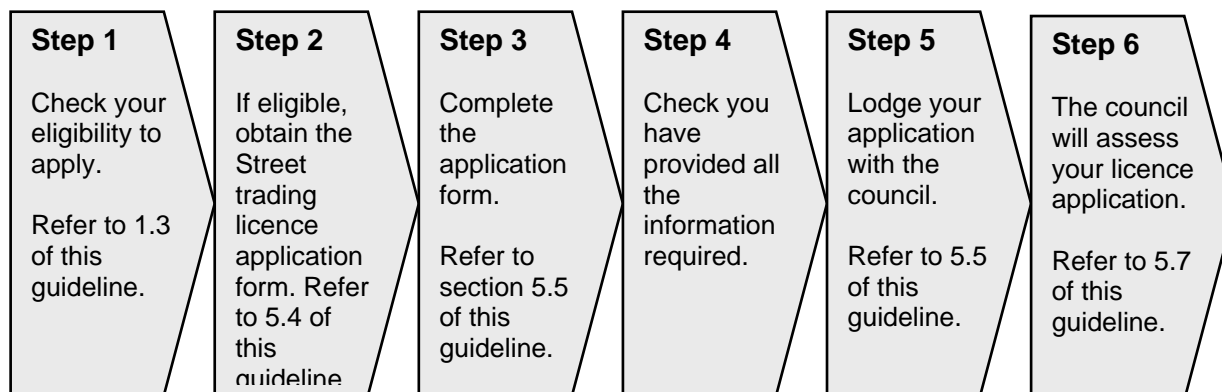 Step 1
Check your
eligibility to
apply.
Refer to 1.3
of this
guideline.
Step 2
If eligible,
obtain the
Street
trading
licence
application
form. Refer
to 5.4 of
this
guideline
Step 3
Complete
the
application
form.
Refer to
section 5.5
of this
guideline.
Step 4
Check you
have
provided all
the
information
required.
Step 5
Lodge your
application
with the
council.
Refer to 5.5
of this
guideline.
Step 6
The council
will assess
your licence
application.
Refer to 5.7
of this
guideline.